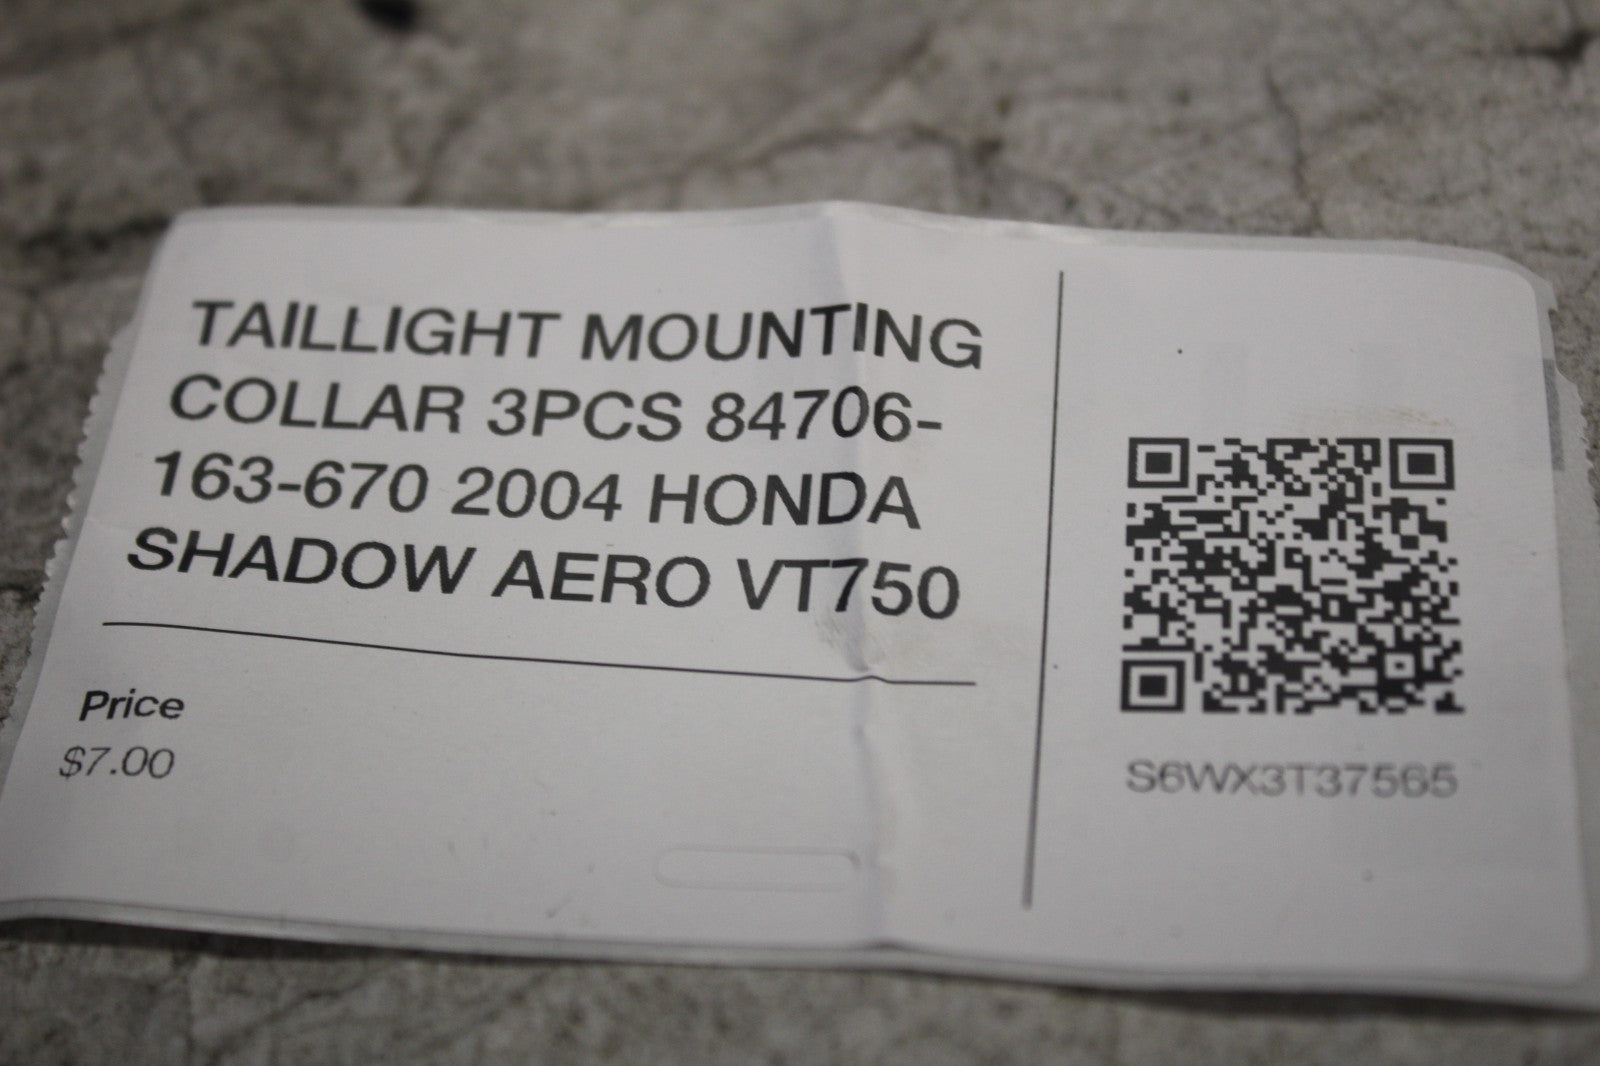 TAILLIGHT MOUNTING
COLLAR 3PCS 84706-
163-670 2004 HONDA
SHADOW AERO VT750
Price
$7.00
S6WX3T37565